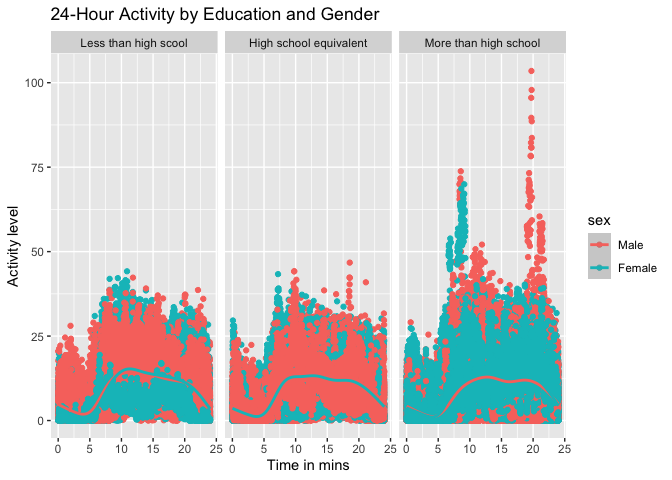 24-Hour Activity by Education and Gender
Less than high scool
High school equivalent
More than high school
Activity level
100
75
50
25
0
0 5 10 15 20 25
0 5 10 15 20 25
0 5 10 15 20 25
Time in mins
sex
Male
Female